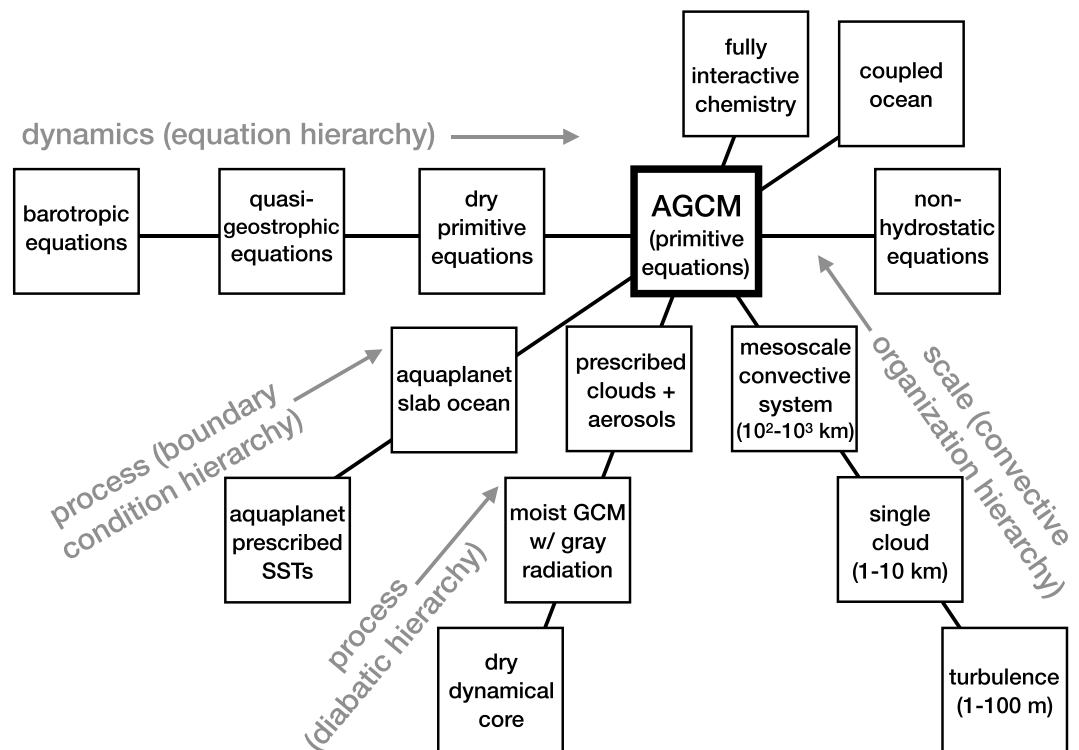 fully
interactive
chemistry
coupled
ocean
dynamics (equation hierarchy)
barotropic
equations
quasi-
geostrophic
equations
dry
primitive
equations
AGCM
(primitive
equations)
non-
hydrostatic
equations
process (boundary
condition hierarchy)
aquaplanet
slab ocean
prescribed
clouds +
aerosols
mesoscale
convective
system
(10²-10³ km)
scale (convective
organization hierarchy)
aquaplanet
prescribed
SSTs
process
(diabatic hierarchy)
moist GCM
w/ gray
radiation
single
cloud
(1-10 km)
dry
dynamical
core
turbulence
(1-100 m)